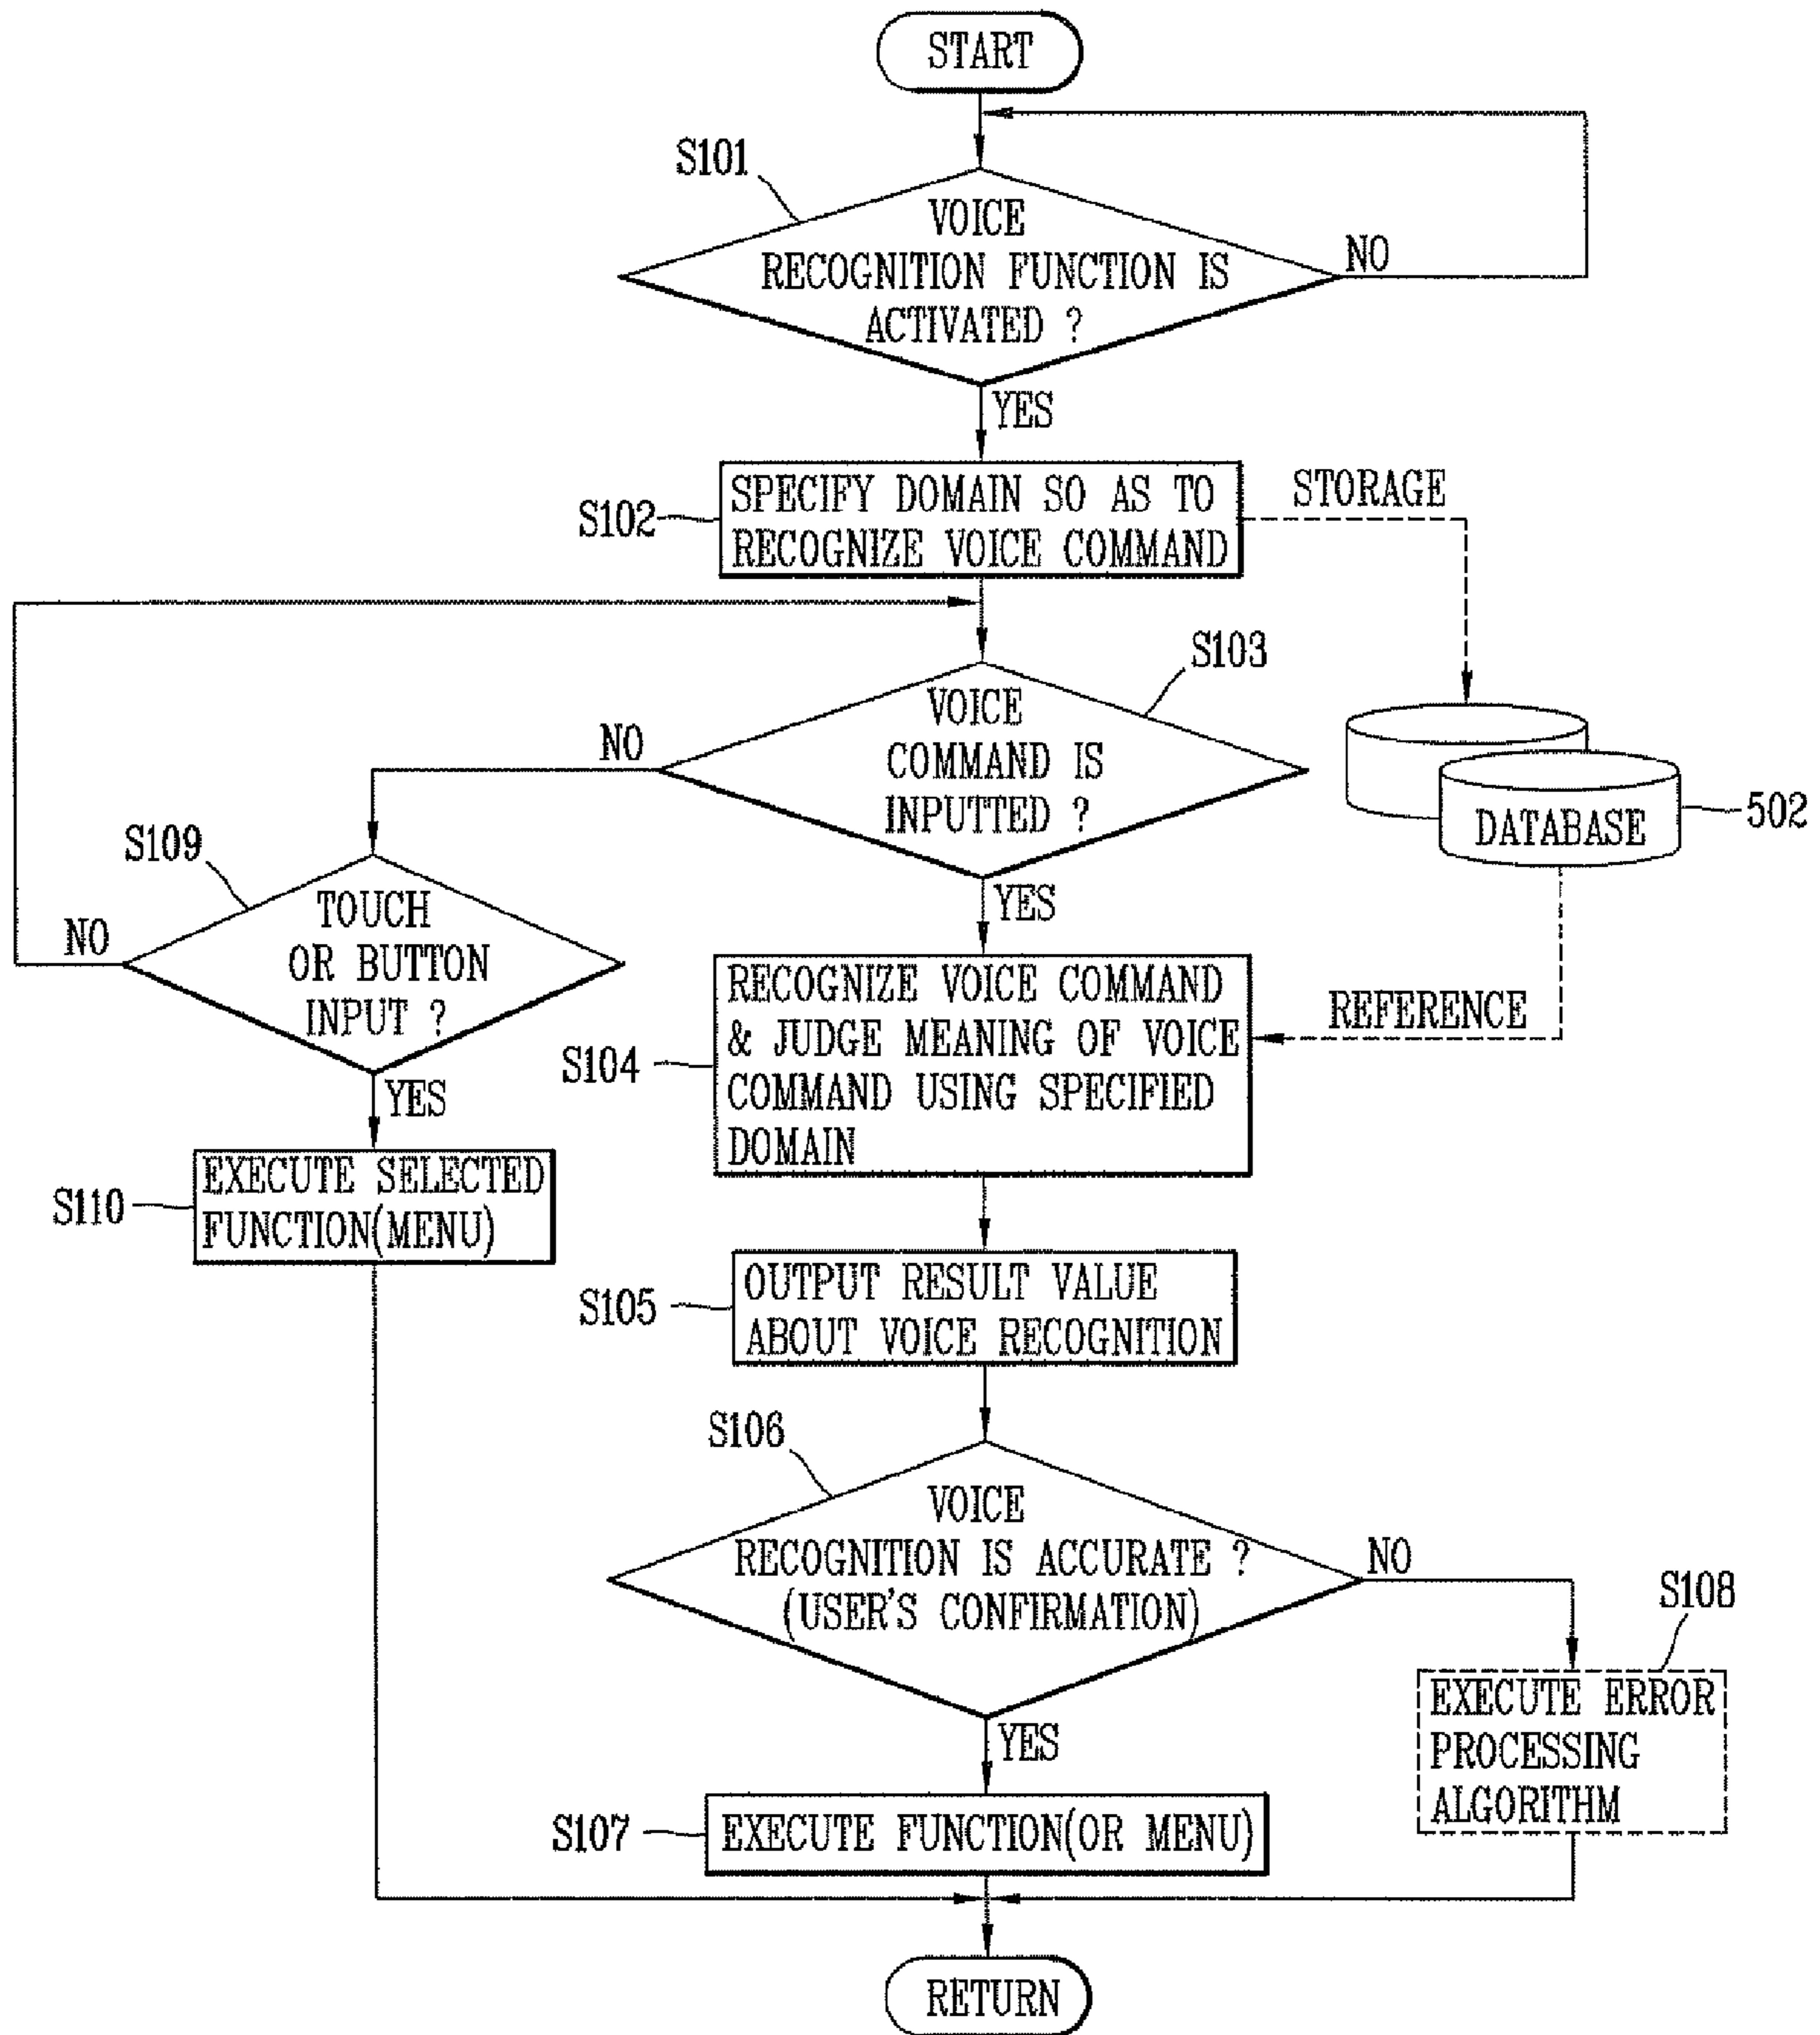 START
S101
VOICE
RECOGNITION FUNCTION IS
ACTIVATED ?
NO
YES
S102
SPECIFY DOMAIN SO AS TO
RECOGNIZE VOICE COMMAND
STORAGE
S103
VOICE
COMMAND IS
INPUTTED ?
NO
YES
DATABASE
502
S109
TOUCH
OR BUTTON
INPUT ?
NO
YES
S104
RECOGNIZE VOICE COMMAND
& JUDGE MEANING OF VOICE
COMMAND USING SPECIFIED
DOMAIN
REFERENCE
S110
EXECUTE SELECTED
FUNCTION(MENU)
S105
OUTPUT RESULT VALUE
ABOUT VOICE RECOGNITION
S106
VOICE
RECOGNITION IS ACCURATE ?
(USER'S CONFIRMATION)
NO
YES
S108
EXECUTE ERROR
PROCESSING
ALGORITHM
S107
EXECUTE FUNCTION(OR MENU)
RETURN